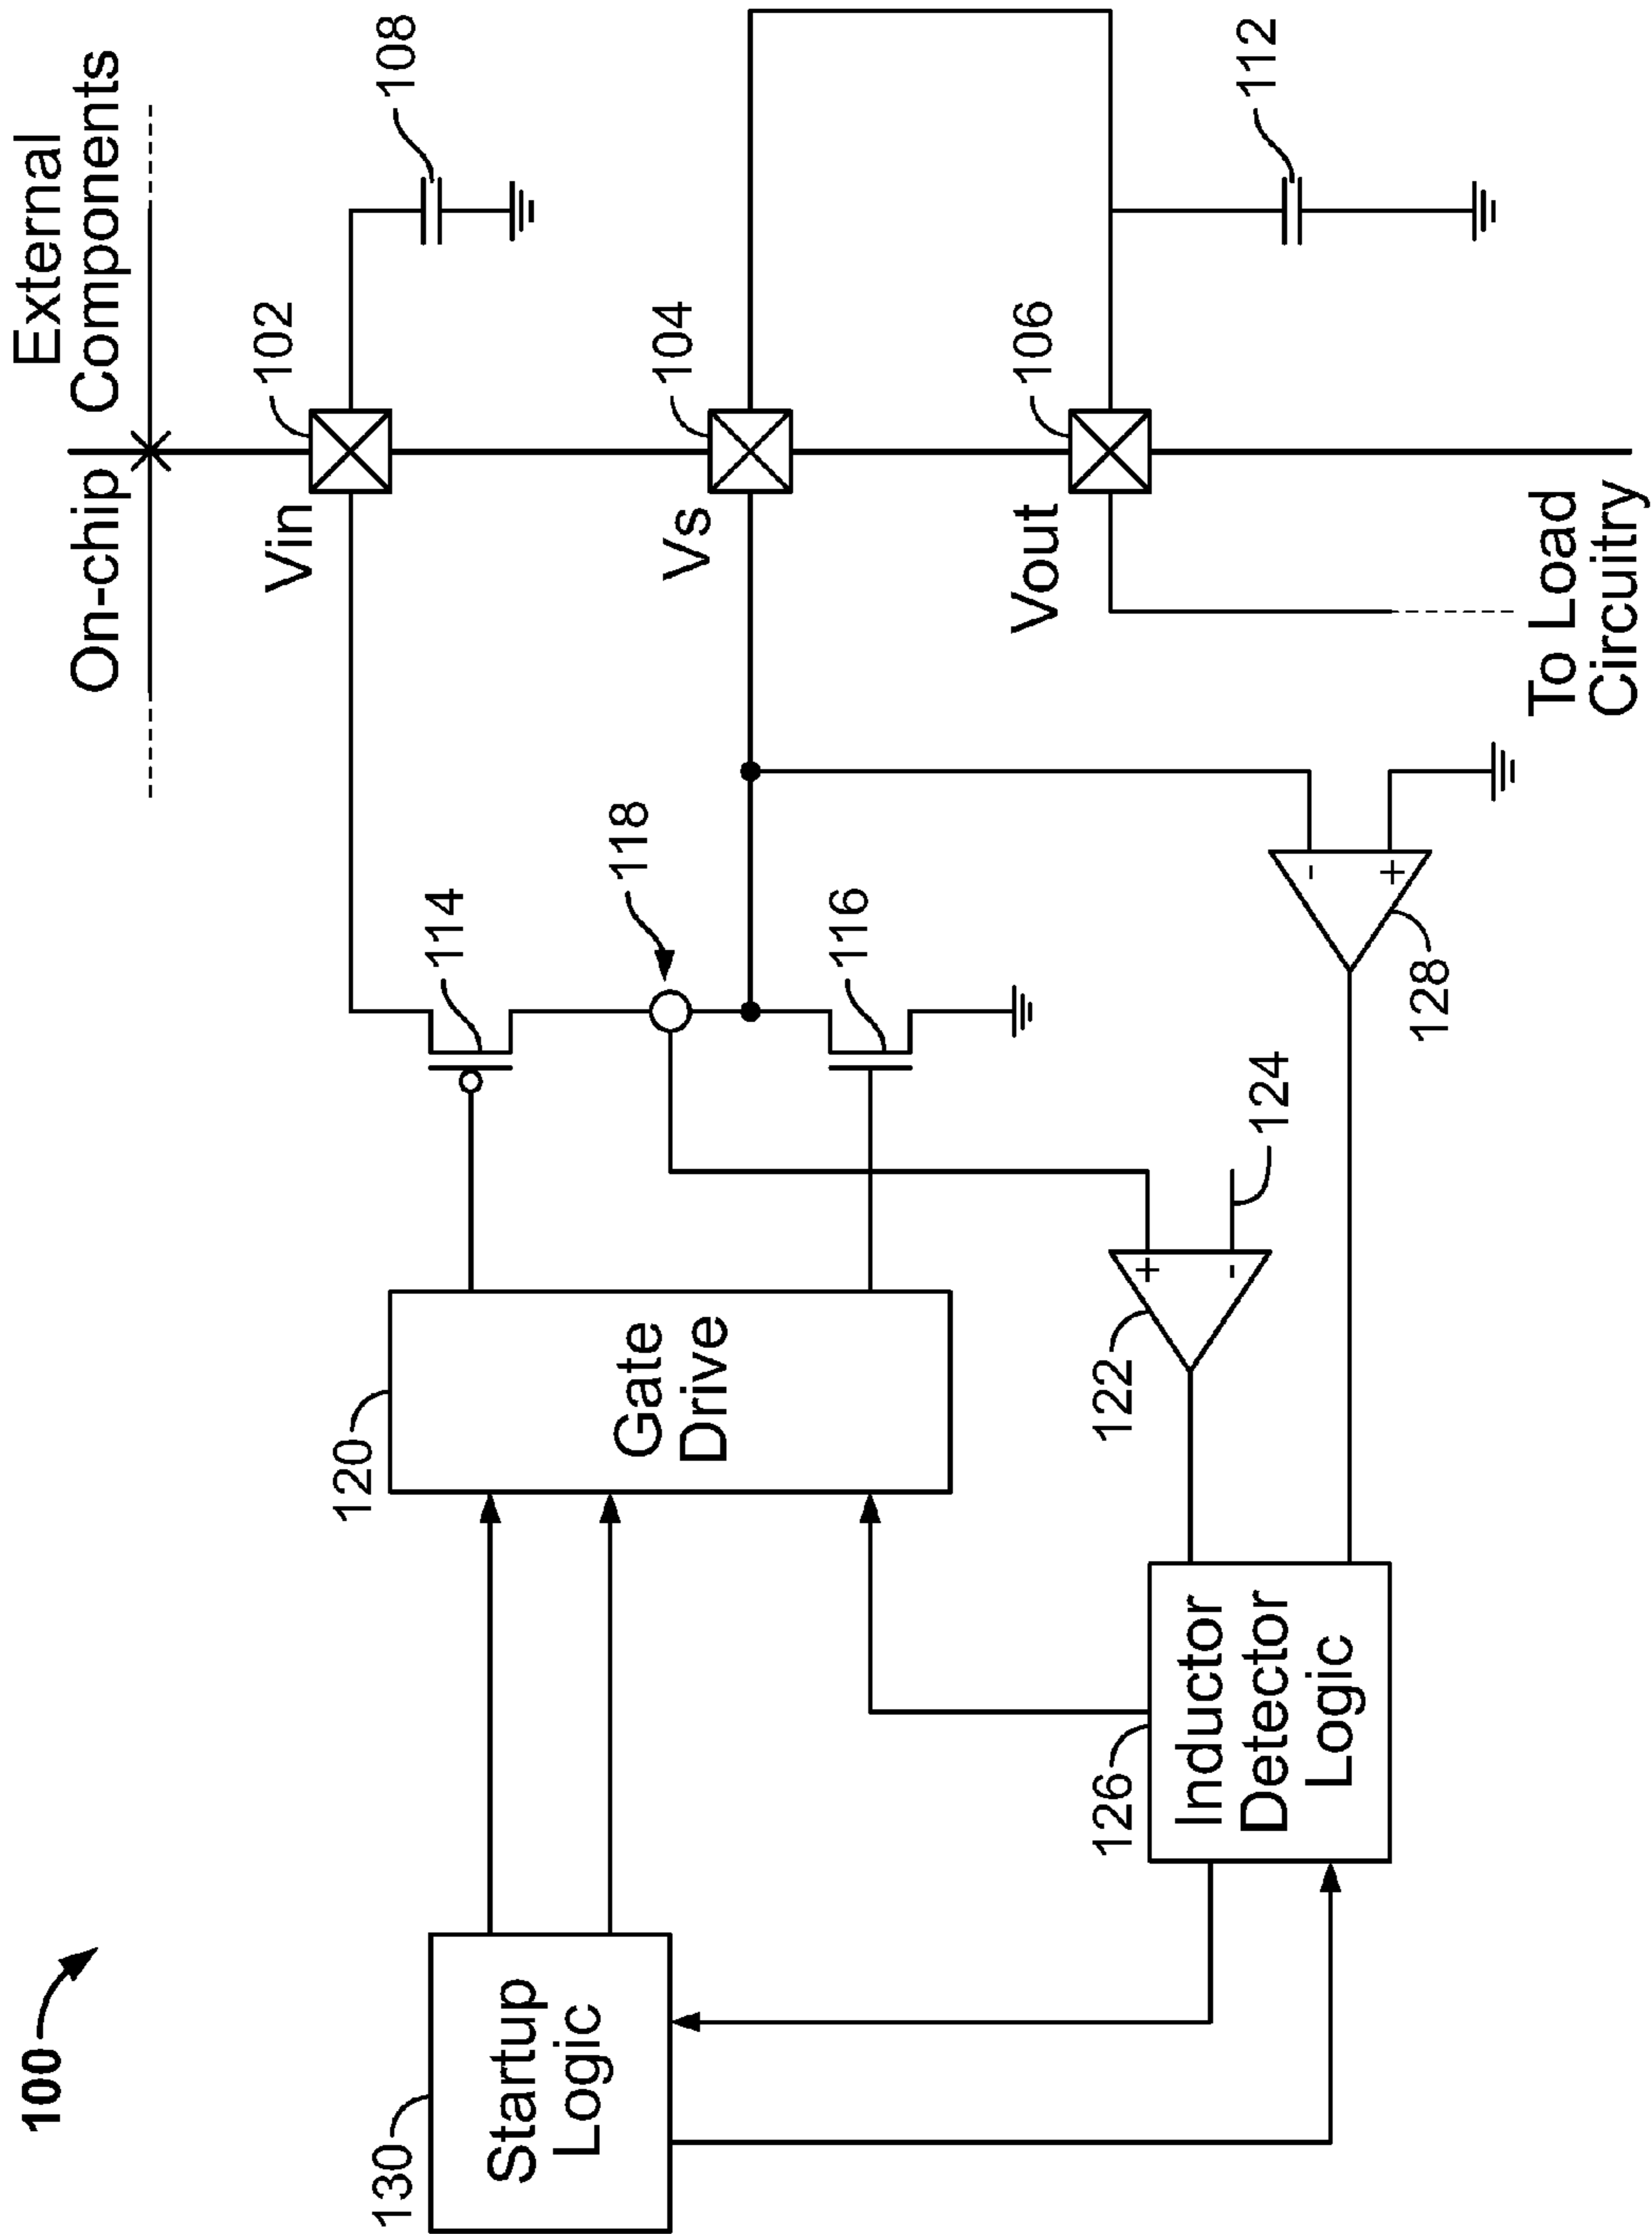 100
On-chip
External
Components
130
Startup
Logic
120
Gate
Drive
114
118
116
Vin
102
108
Vs
104
Vout
106
112
126
Inductor
Detector
Logic
122
+
-
124
128
-
+
To Load
Circuitry